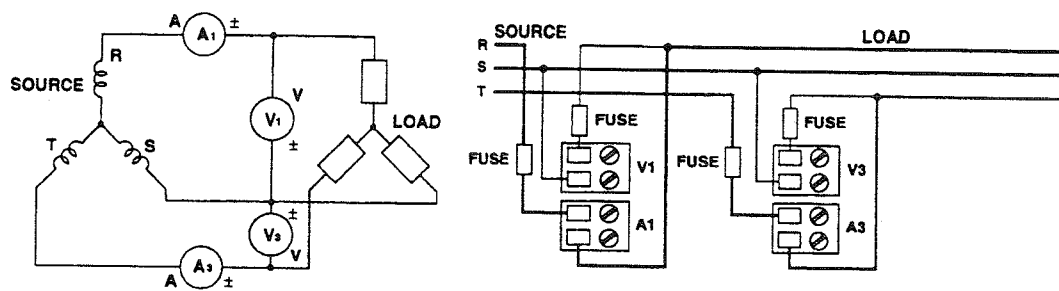 A A1 ±
R
SOURCE
V
V1
±
LOAD
T S
±
V3
V
A3
A ±
SOURCE
R
LOAD
S
T
FUSE
FUSE
FUSE
FUSE
V1
V3
A1
A3